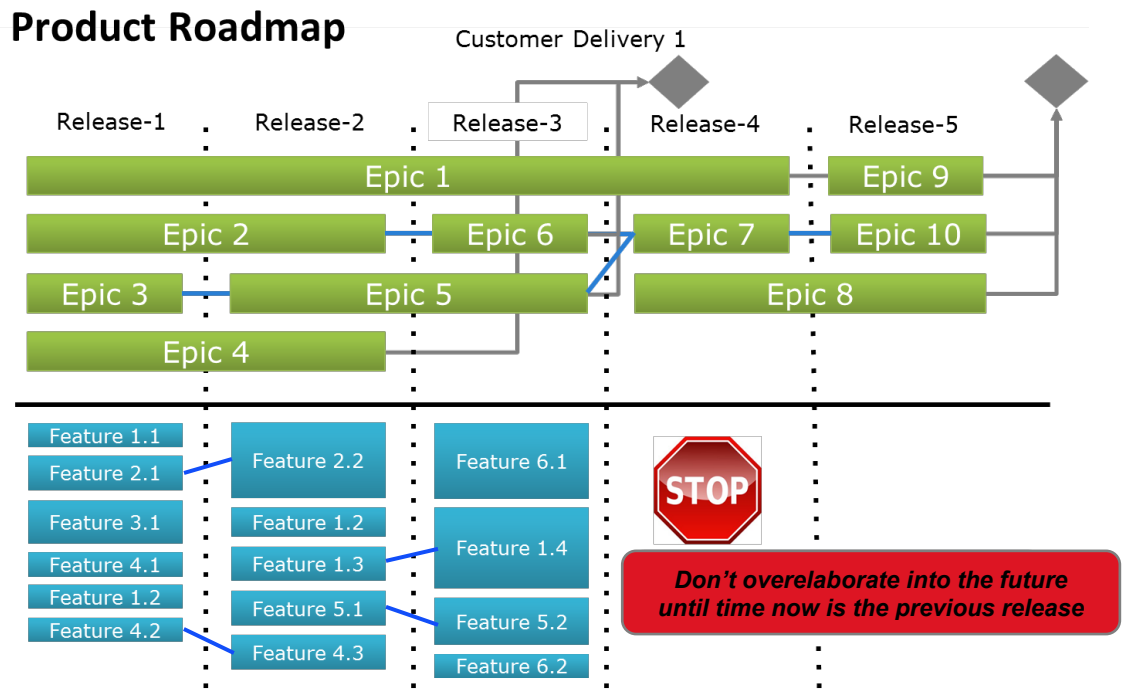 Product Roadmap
Customer Delivery 1
Release-1
Release-2
Release-3
Release-4
Release-5
Epic 1
Epic 9
Epic 2
Epic 6
Epic 7
Epic 10
Epic 3
Epic 5
Epic 8
Epic 4
Feature 1.1
Feature 2.1
Feature 3.1
Feature 4.1
Feature 1.2
Feature 4.2
Feature 2.2
Feature 1.2
Feature 1.3
Feature 5.1
Feature 4.3
Feature 6.1
Feature 1.4
Feature 5.2
Feature 6.2
STOP
Don't overelaborate into the future
until time now is the previous release